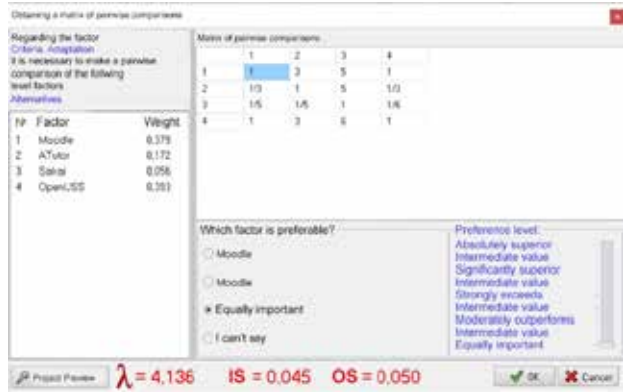 Obtaining a matrix of pairwise comparisons
Regarding the factor
Criteria: Adaptation
It is necessary to make a pairwise
comparison of the following
level factors
Alternatives
№ Factor Weight
1 Moodle 0,379
2 ATutor 0,172
3 Sakai 0,056
4 OpenUSS 0,393
Matrix of pairwise comparisons
1 2 3 4
1 1 3 5 1
2 1/3 1 5 1/3
3 1/5 1/5 1 1/6
4 1 3 6 1
Which factor is preferable?
Moodle
Moodle
Equally important
I can't say
Preference level:
Absolutely superior
Intermediate value
Significantly superior
Intermediate value
Strongly exceeds
Intermediate value
Moderately outperforms
Intermediate value
Equally important
Project Preview
λ = 4,136 IS = 0,045 OS = 0,050
OK
Cancel